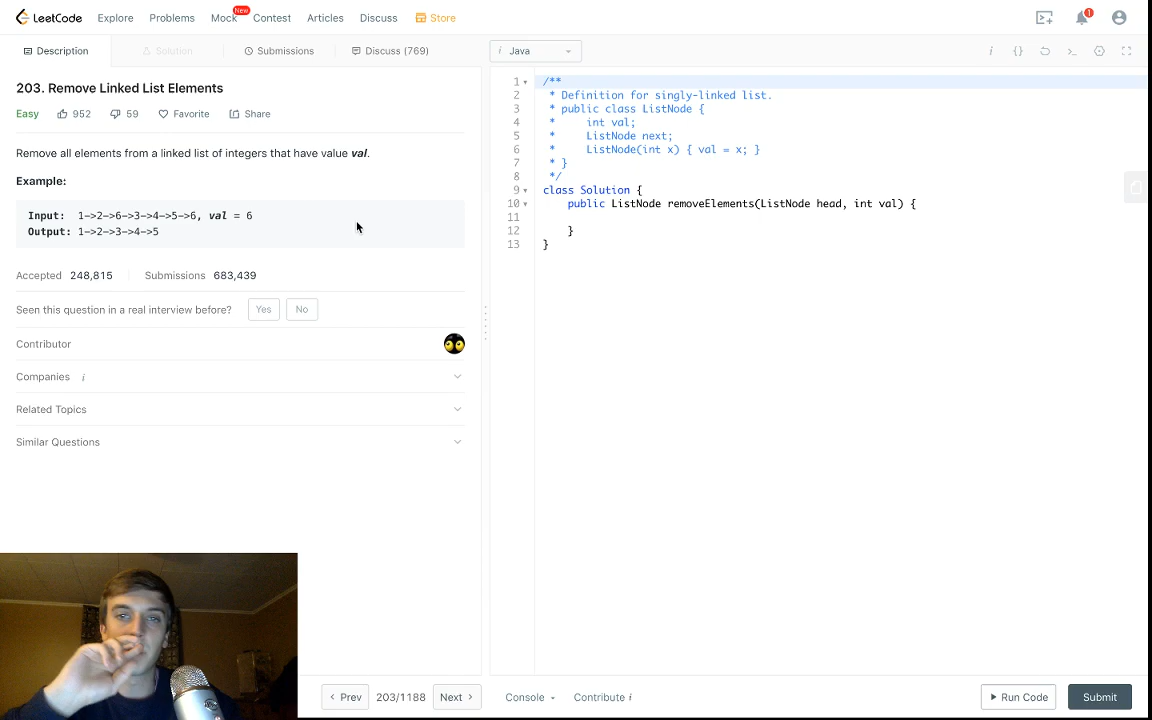 LeetCode Explore Problems Mock New Contest Articles Discuss Store 1
Description Solution Submissions Discuss (769) i Java i {} >_
203. Remove Linked List Elements
Easy 952 59 Favorite Share
Remove all elements from a linked list of integers that have value val.
Example:
Input: 1->2->6->3->4->5->6, val = 6
Output: 1->2->3->4->5
Accepted 248,815 Submissions 683,439
Seen this question in a real interview before? Yes No
Contributor
Companies i
Related Topics
Similar Questions
1 /**
2 * Definition for singly-linked list.
3 * public class ListNode {
4 * int val;
5 * ListNode next;
6 * ListNode(int x) { val = x; }
7 * }
8 */
9 class Solution {
10 public ListNode removeElements(ListNode head, int val) {
11
12 }
13 }
< Prev 203/1188 Next > Console Contribute i Run Code Submit